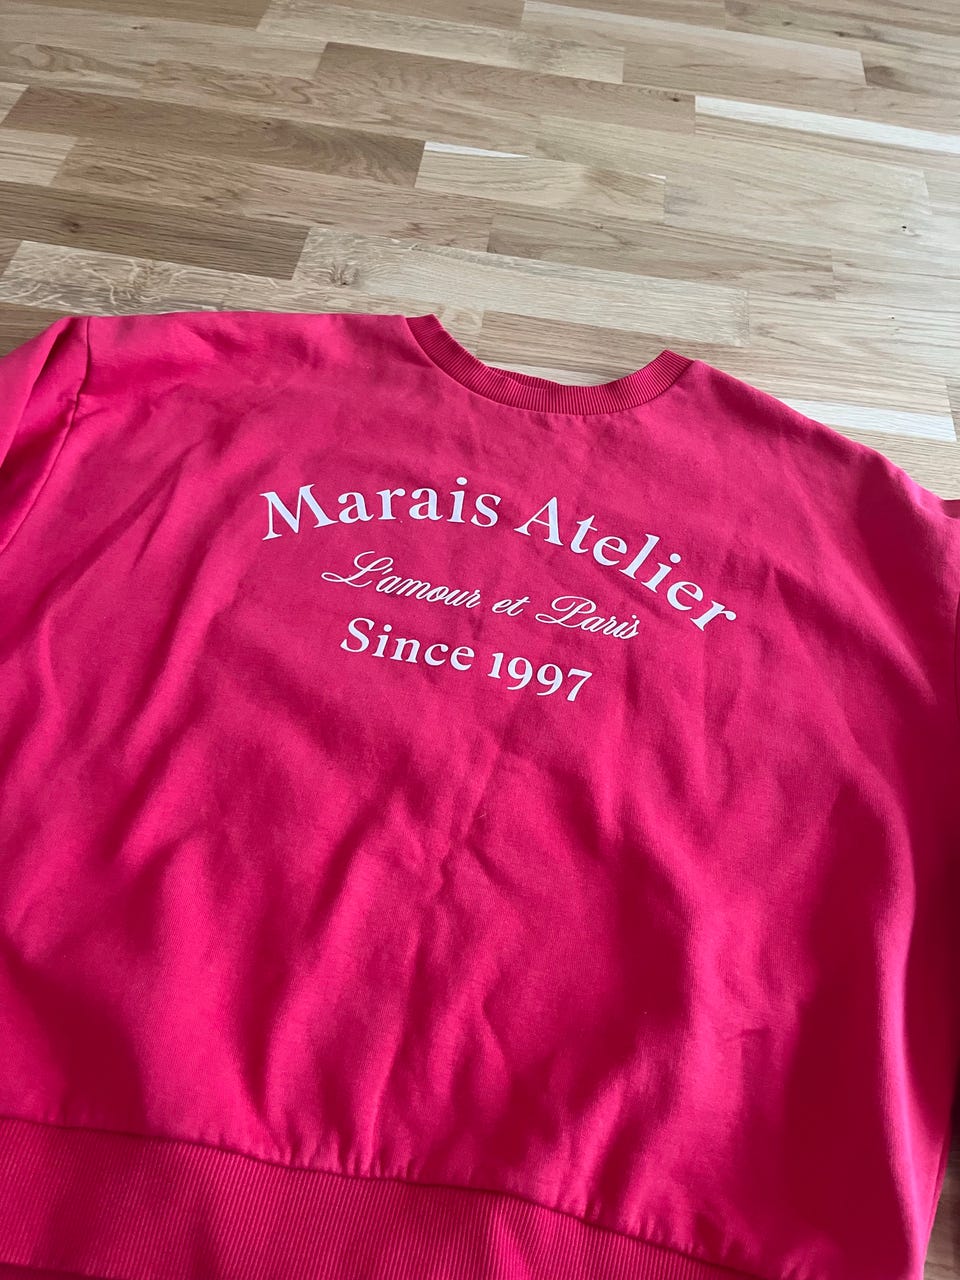 Marais Atelier
L'amour et Paris
Since 1997